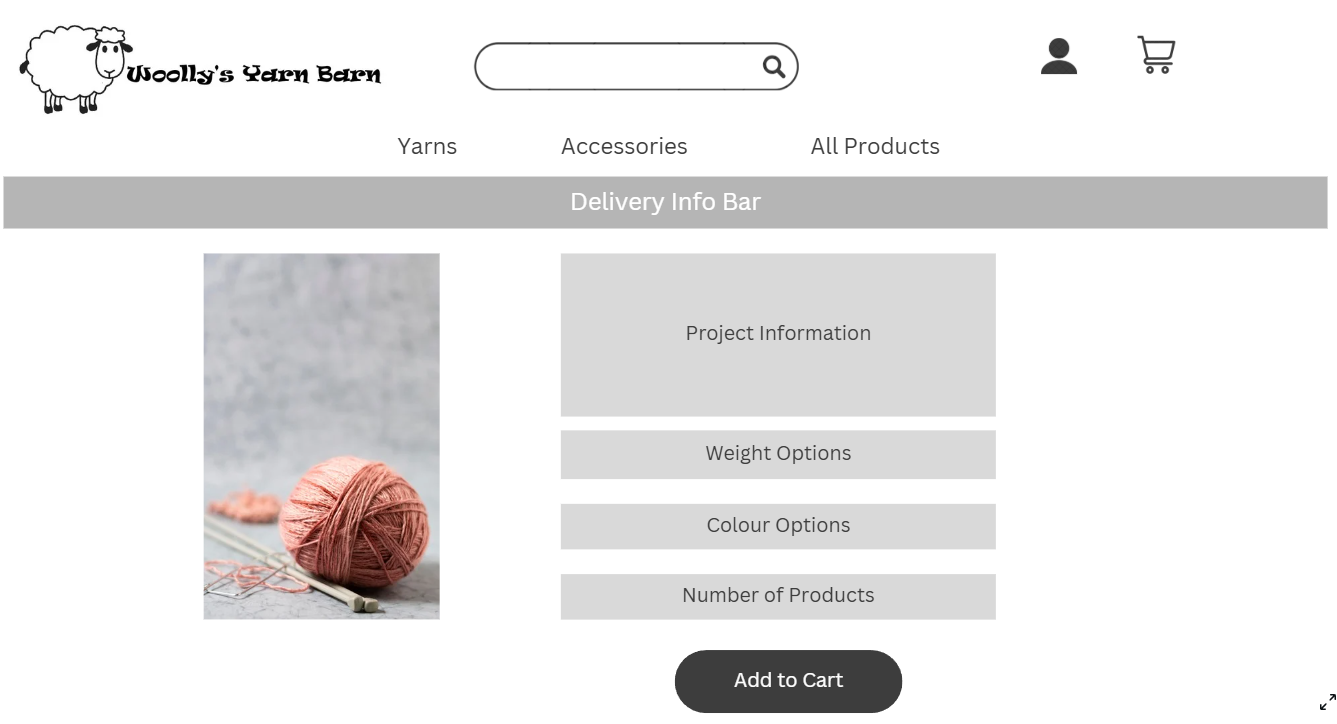 Woolly's Yarn Barn
Yarns
Accessories
All Products
Delivery Info Bar
Project Information
Weight Options
Colour Options
Number of Products
Add to Cart